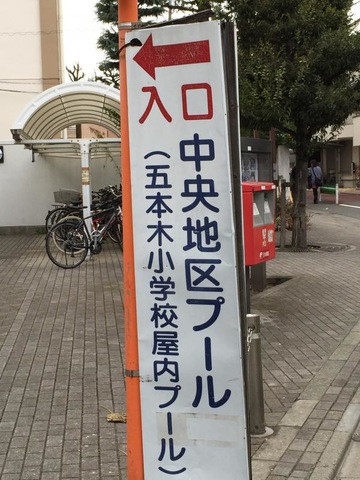 入口
中央地区プール
(五本木小学校屋内プール)